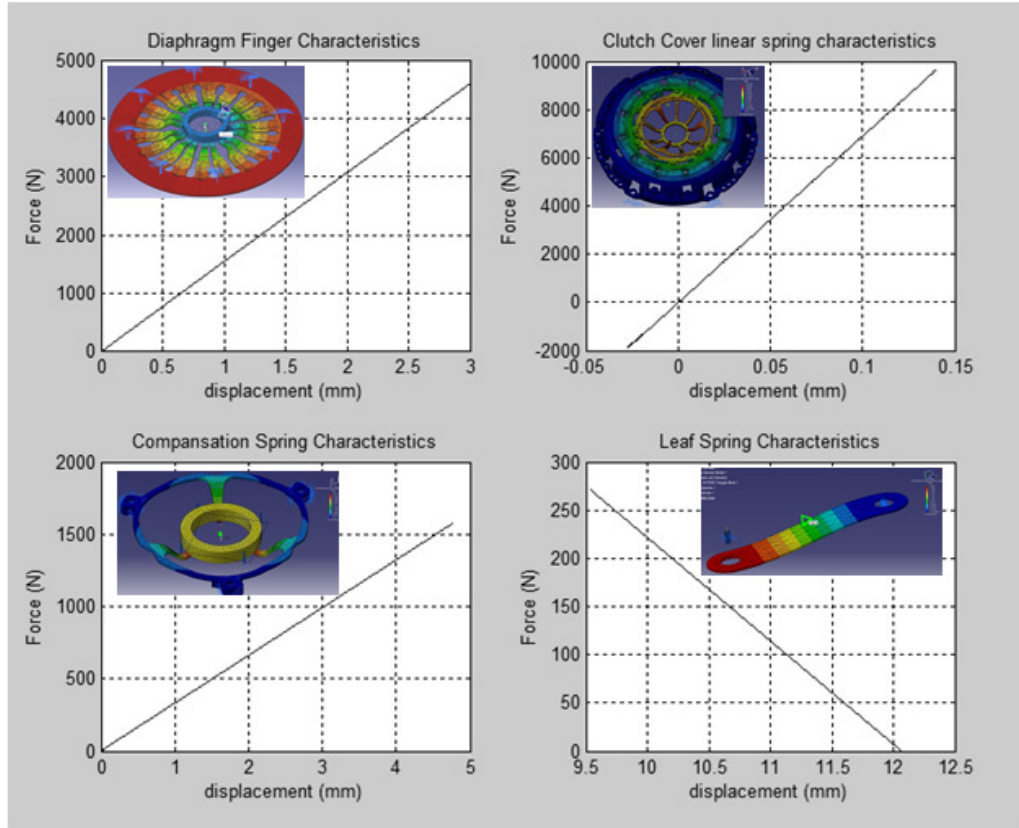 Diaphragm Finger Characteristics
5000
4000
3000
2000
1000
0
Force (N)
0 0.5 1 1.5 2 2.5 3
displacement (mm)
Clutch Cover linear spring characteristics
10000
8000
6000
4000
2000
0
-2000
Force (N)
-0.05 0 0.05 0.1 0.15
displacement (mm)
Compansation Spring Characteristics
2000
1500
1000
500
0
Force (N)
0 1 2 3 4 5
displacement (mm)
Leaf Spring Characteristics
300
250
200
150
100
50
0
Force (N)
9.5 10 10.5 11 11.5 12 12.5
displacement (mm)